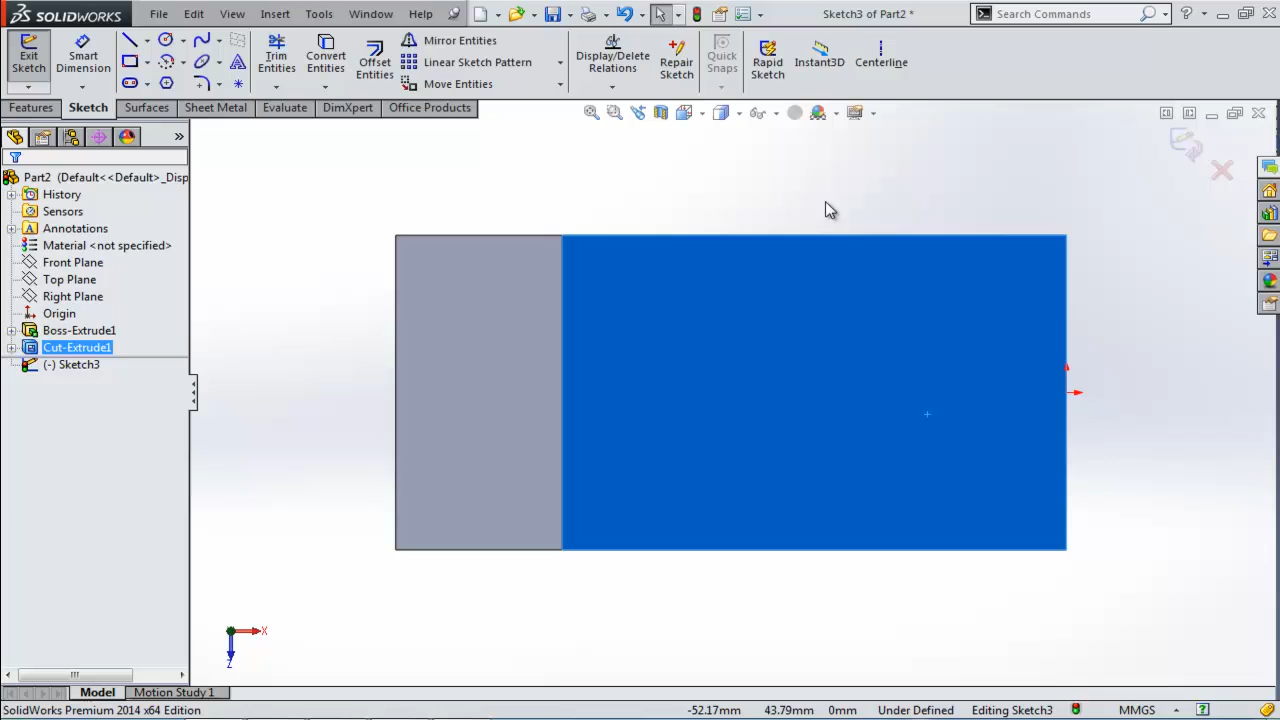 SOLIDWORKS File Edit View Insert Tools Window Help Sketch3 of Part2 * Search Commands
Exit Sketch
Smart Dimension
Trim Entities
Convert Entities
Offset Entities
Mirror Entities
Linear Sketch Pattern
Move Entities
Display/Delete Relations
Repair Sketch
Quick Snaps
Rapid Sketch
Instant3D
Centerline
Features Sketch Surfaces Sheet Metal Evaluate DimXpert Office Products
Part2 (Default<<Default>_Disp
History
Sensors
Annotations
Material <not specified>
Front Plane
Top Plane
Right Plane
Origin
Boss-Extrude1
Cut-Extrude1
(-) Sketch3
X
Z
Model Motion Study 1
SolidWorks Premium 2014 x64 Edition -52.17mm 43.79mm 0mm Under Defined Editing Sketch3 MMGS